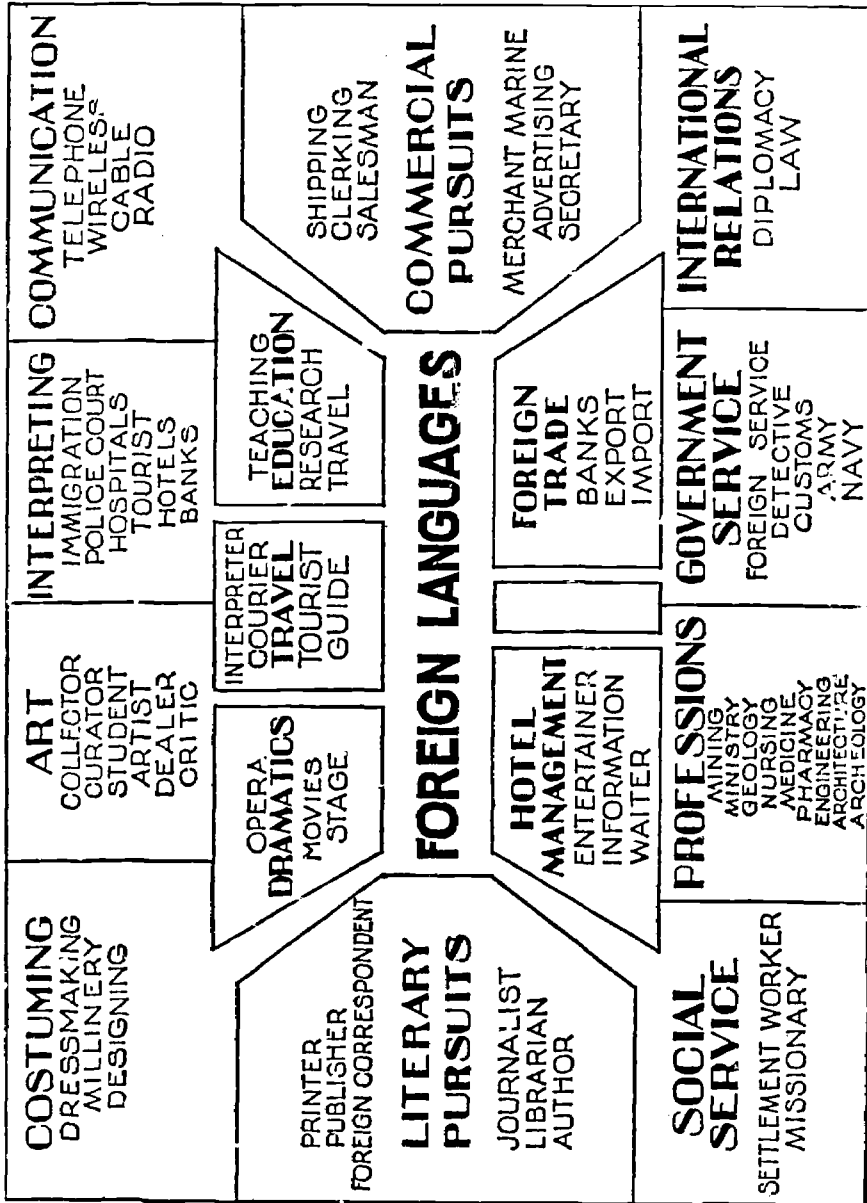 COSTUMING
DRESSMAKING
MILLINERY
DESIGNING
ART
COLLECTOR
CURATOR
STUDENT
ARTIST
DEALER
CRITIC
INTERPRETING
IMMIGRATION
POLICE COURT
HOSPITALS
TOURIST
HOTELS
BANKS
COMMUNICATION
TELEPHONE
WIRELESS
CABLE
RADIO
OPERA
DRAMATICS
MOVIES
STAGE
INTERPRETER
COURIER
TRAVEL
TOURIST
GUIDE
TEACHING
EDUCATION
RESEARCH
TRAVEL
PRINTER
PUBLISHER
FOREIGN CORRESPONDENT
LITERARY
PURSUITS
JOURNALIST
LIBRARIAN
AUTHOR
FOREIGN LANGUAGES
SHIPPING
CLERKING
SALESMAN
COMMERCIAL
PURSUITS
MERCHANT MARINE
ADVERTISING
SECRETARY
HOTEL
MANAGEMENT
ENTERTAINER
INFORMATION
WAITER
FOREIGN
TRADE
BANKS
EXPORT
IMPORT
SOCIAL
SERVICE
SETTLEMENT WORKER
MISSIONARY
PROFESSIONS
MINING
MINISTRY
GEOLOGY
NURSING
MEDICINE
PHARMACY
ENGINEERING
ARCHITECTURE
ARCHEOLOGY
GOVERNMENT
SERVICE
FOREIGN SERVICE
DETECTIVE
CUSTOMS
ARMY
NAVY
INTERNATIONAL
RELATIONS
DIPLOMACY
LAW